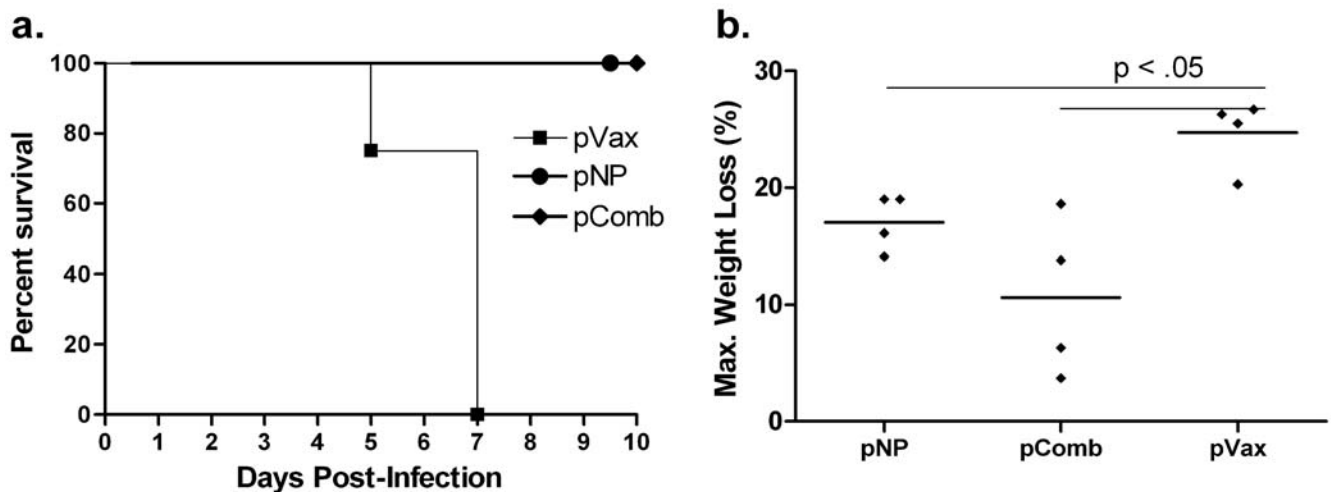 a.
Percent survival
100
80
60
40
20
0
pVax
pNP
pComb
0 1 2 3 4 5 6 7 8 9 10
Days Post-Infection
b.
Max. Weight Loss (%)
30
20
10
0
p < .05
pNP pComb pVax